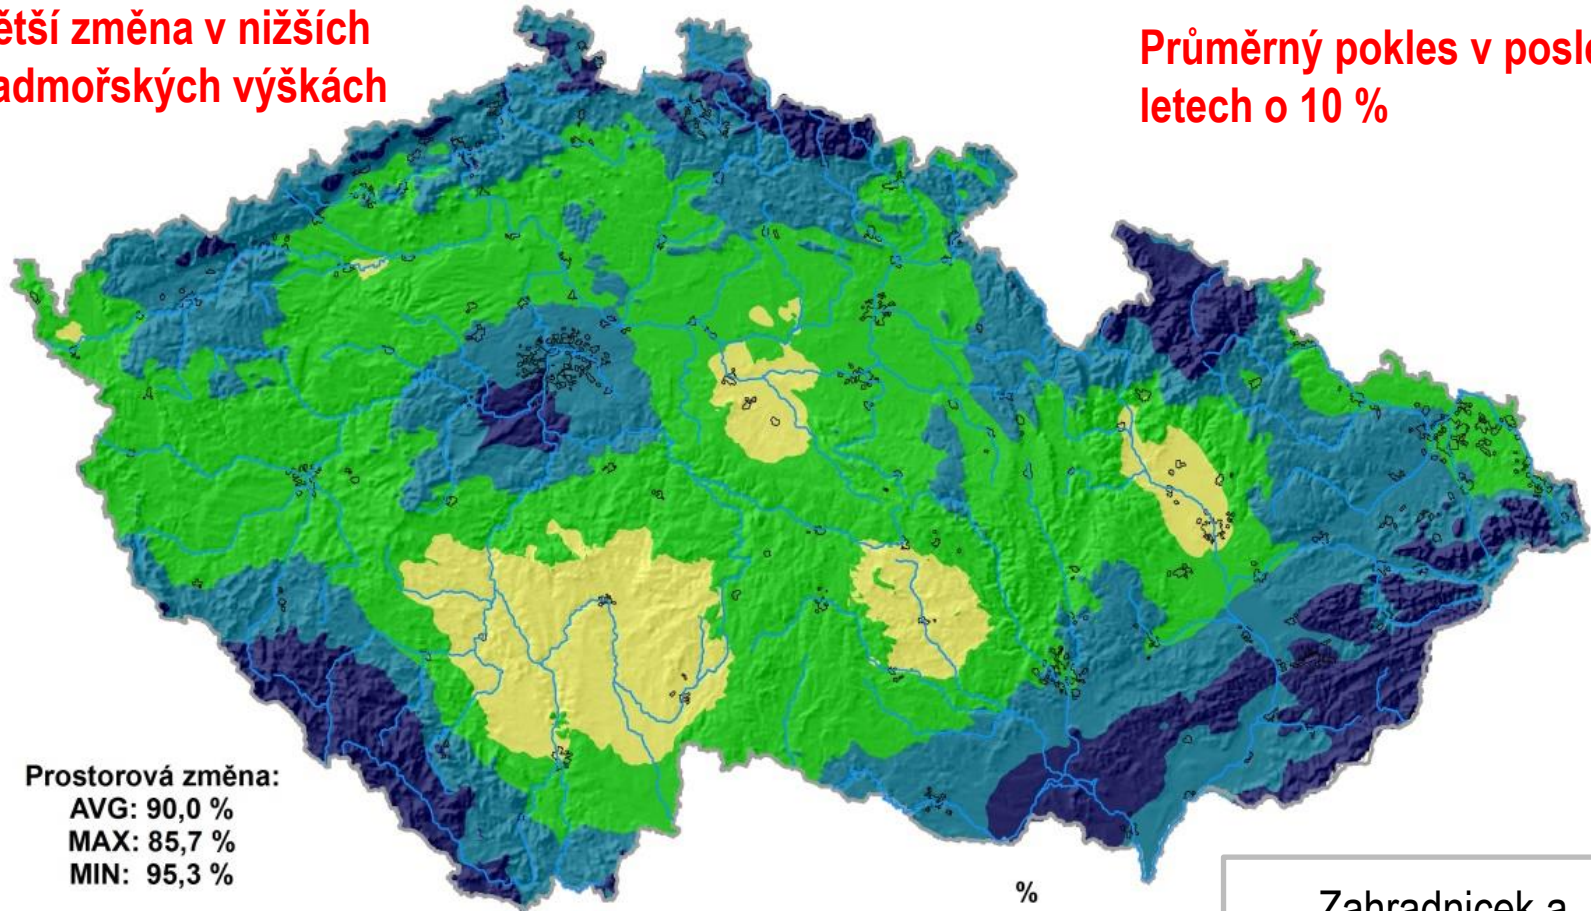 ětší změna v nižších
admořských výškách
Průměrný pokles v posle
letech o 10 %
Prostorová změna:
AVG: 90,0 %
MAX: 85,7 %
MIN: 95,3 %
%
Zahradnicek a